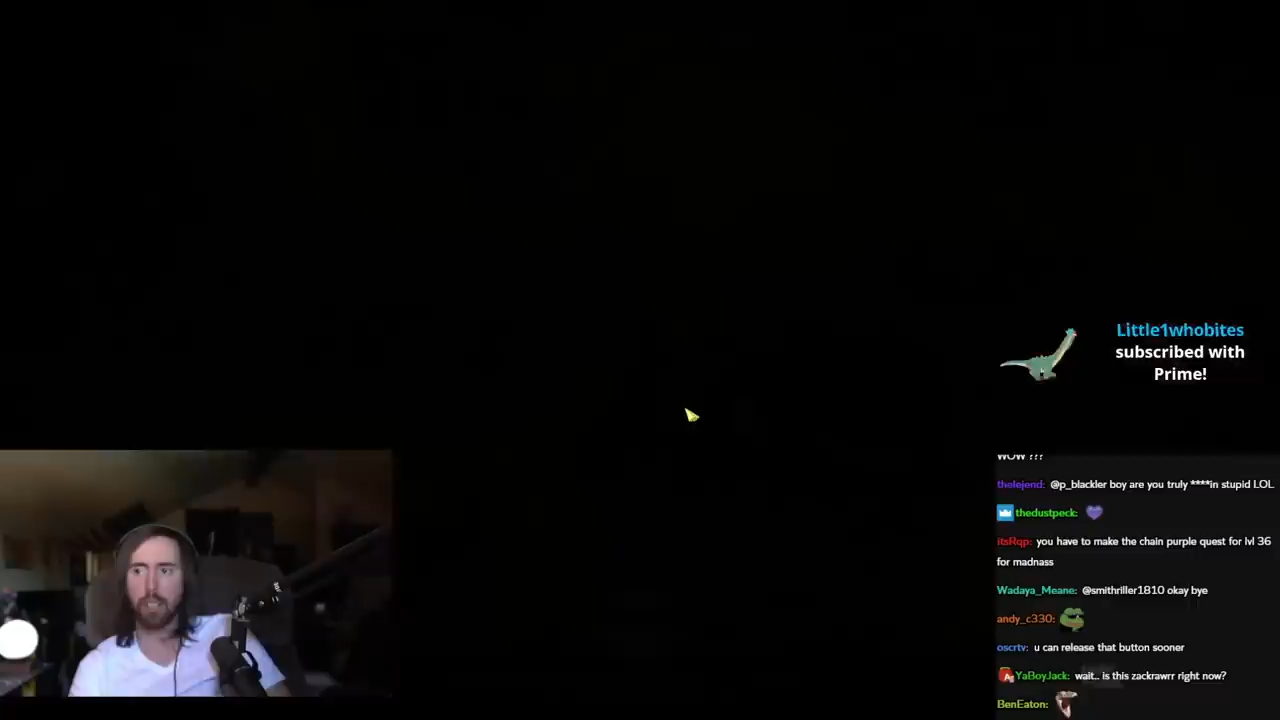 Little1whobites
subscribed with
Prime!
WOW ???
thelejend: @p_blackler boy are you truly ****in stupid LOL
thedustpeck:
itsRqp: you have to make the chain purple quest for lvl 36
for madnass
Wadaya_Meane: @smithriller1810 okay bye
andy_c330:
oscrtv: u can release that button sooner
YaBoyJack: wait.. is this zackrawrr right now?
BenEaton: